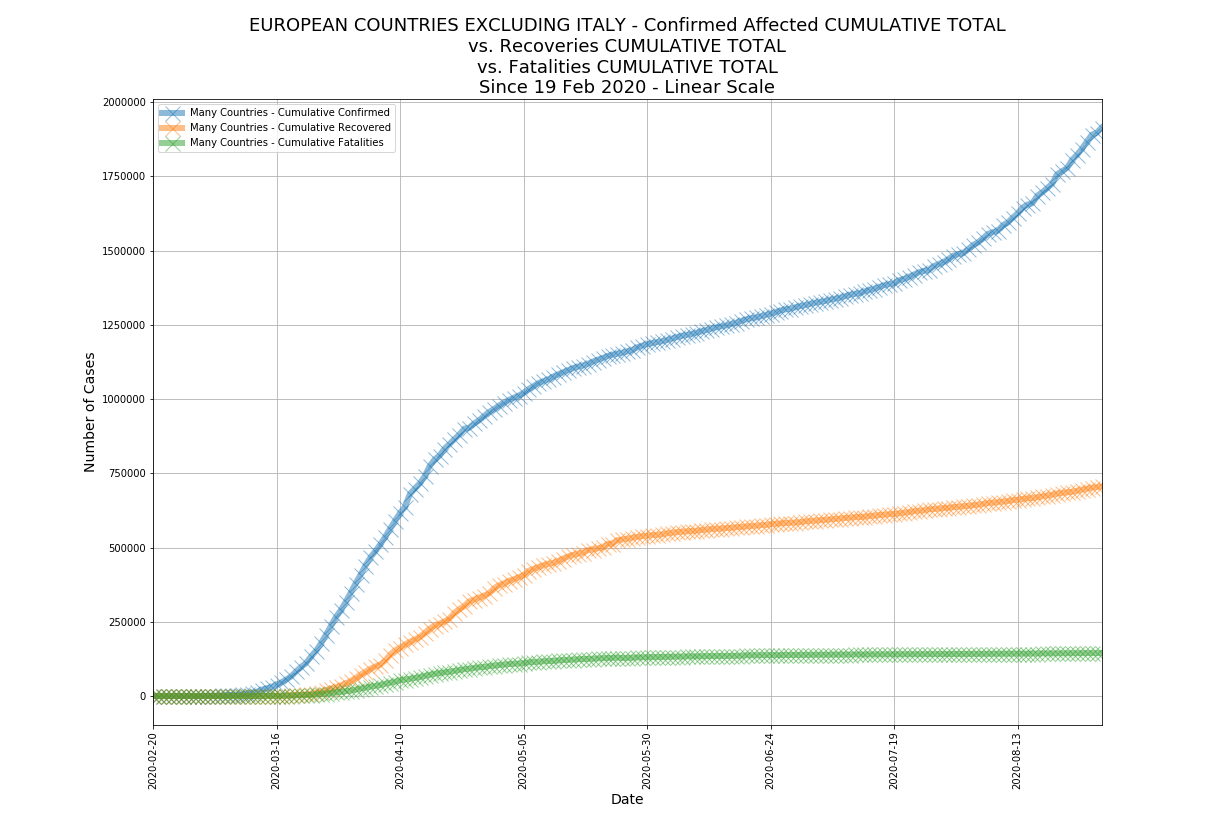 EUROPEAN COUNTRIES EXCLUDING ITALY - Confirmed Affected CUMULATIVE TOTAL
vs. Recoveries CUMULATIVE TOTAL
vs. Fatalities CUMULATIVE TOTAL
Since 19 Feb 2020 - Linear Scale
Many Countries - Cumulative Confirmed
Many Countries - Cumulative Recovered
Many Countries - Cumulative Fatalities
Number of Cases
2000000
1750000
1500000
1250000
1000000
750000
500000
250000
0
2020-02-20
2020-03-16
2020-04-10
2020-05-05
2020-05-30
2020-06-24
2020-07-19
2020-08-13
Date